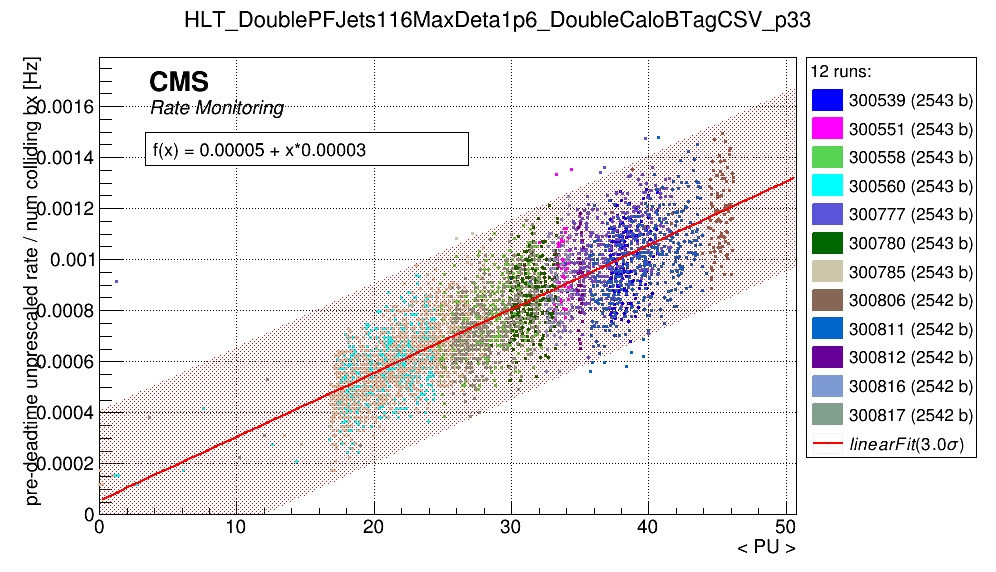 HLT_DoublePFJets116MaxDeta1p6_DoubleCaloBTagCSV_p33
pre-deadtime unprescaled rate / num colliding bx [Hz]
CMS
Rate Monitoring
f(x) = 0.00005 + x*0.00003
0.0016
0.0014
0.0012
0.001
0.0008
0.0006
0.0004
0.0002
0
0 10 20 30 40 50
< PU >
12 runs:
300539 (2543 b)
300551 (2543 b)
300558 (2543 b)
300560 (2543 b)
300777 (2543 b)
300780 (2543 b)
300785 (2543 b)
300806 (2542 b)
300811 (2542 b)
300812 (2542 b)
300816 (2542 b)
300817 (2542 b)
linearFit(3.0σ)